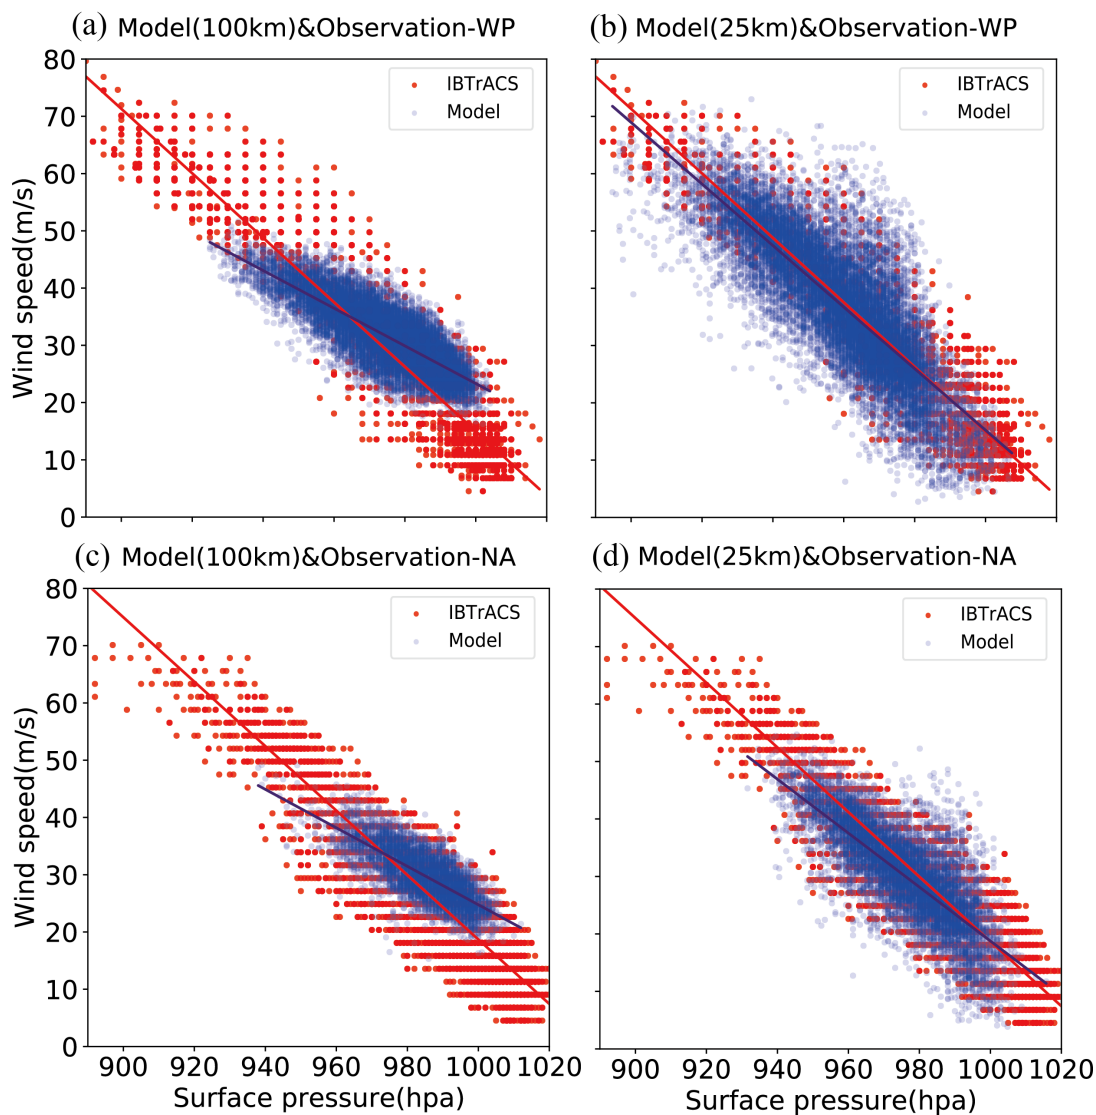 (a) Model(100km)&Observation-WP
(b) Model(25km)&Observation-WP
80
70
60
50
40
30
20
10
0
Wind speed(m/s)
IBTrACS
Model
IBTrACS
Model
(c) Model(100km)&Observation-NA
(d) Model(25km)&Observation-NA
80
70
60
50
40
30
20
10
0
Wind speed(m/s)
IBTrACS
Model
IBTrACS
Model
900 920 940 960 980 1000 1020
900 920 940 960 980 1000 1020
Surface pressure(hpa)
Surface pressure(hpa)